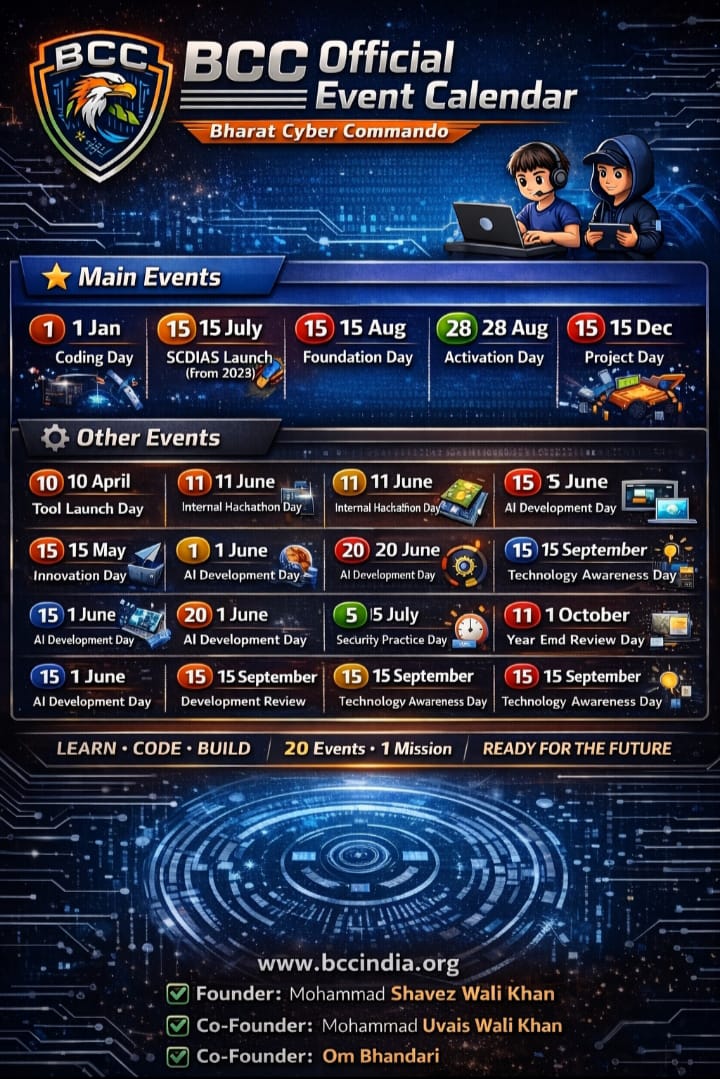 BCC
BCC Official
Event Calendar
Bharat Cyber Commando
Main Events
1 1 Jan
Coding Day
15 15 July
SCDIAS Launch
(From 2023)
15 15 Aug
Foundation Day
28 28 Aug
Activation Day
15 15 Dec
Project Day
Other Events
10 10 April
Tool Launch Day
11 11 June
Internal Hackathon Day
11 11 June
Internal Hackathon Day
15 5 June
AI Development Day
15 15 May
Innovation Day
1 1 June
AI Development Day
20 20 June
AI Development Day
15 15 September
Technology Awareness Day
15 1 June
AI Development Day
20 1 June
AI Development Day
5 5 July
Security Practice Day
11 1 October
Year End Review Day
15 1 June
AI Development Day
15 15 September
Development Review
15 15 September
Technology Awareness Day
15 15 September
Technology Awareness Day
LEARN • CODE • BUILD / 20 Events • 1 Mission / READY FOR THE FUTURE
www.bccindia.org
Founder: Mohammad Shavez Wali Khan
Co-Founder: Mohammad Uvais Wali Khan
Co-Founder: Om Bhandari